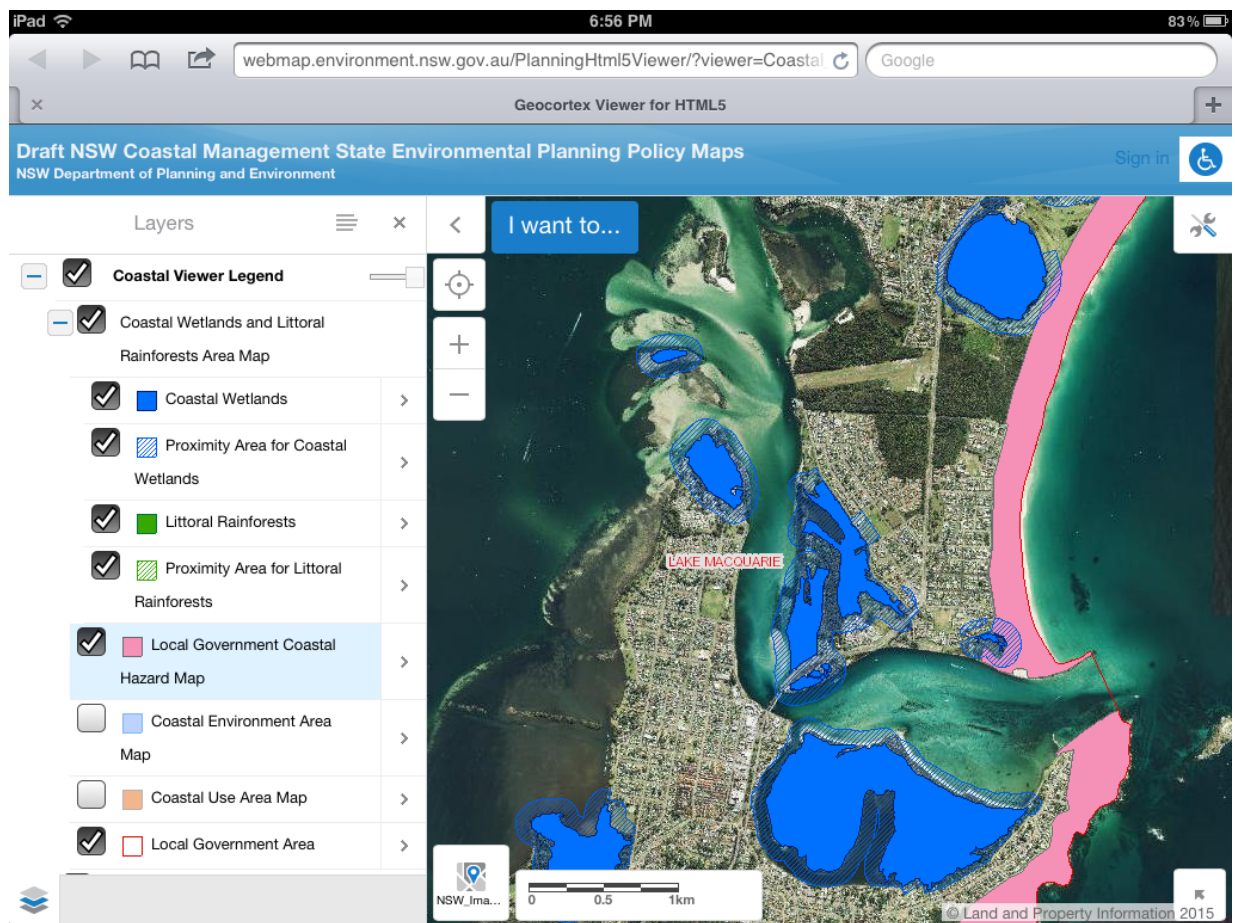 iPad 6:56 PM 83%
webmap.environment.nsw.gov.au/PlanningHtml5Viewer/?viewer=Coastal Google
Geocortex Viewer for HTML5
Draft NSW Coastal Management State Environmental Planning Policy Maps
NSW Department of Planning and Environment
Sign in
Layers
I want to...
Coastal Viewer Legend
Coastal Wetlands and Littoral
Rainforests Area Map
Coastal Wetlands
Proximity Area for Coastal
Wetlands
Littoral Rainforests
Proximity Area for Littoral
Rainforests
Local Government Coastal
Hazard Map
Coastal Environment Area
Map
Coastal Use Area Map
Local Government Area
LAKE MACQUARIE
NSW_Ima...
0 0.5 1km
© Land and Property Information 2015